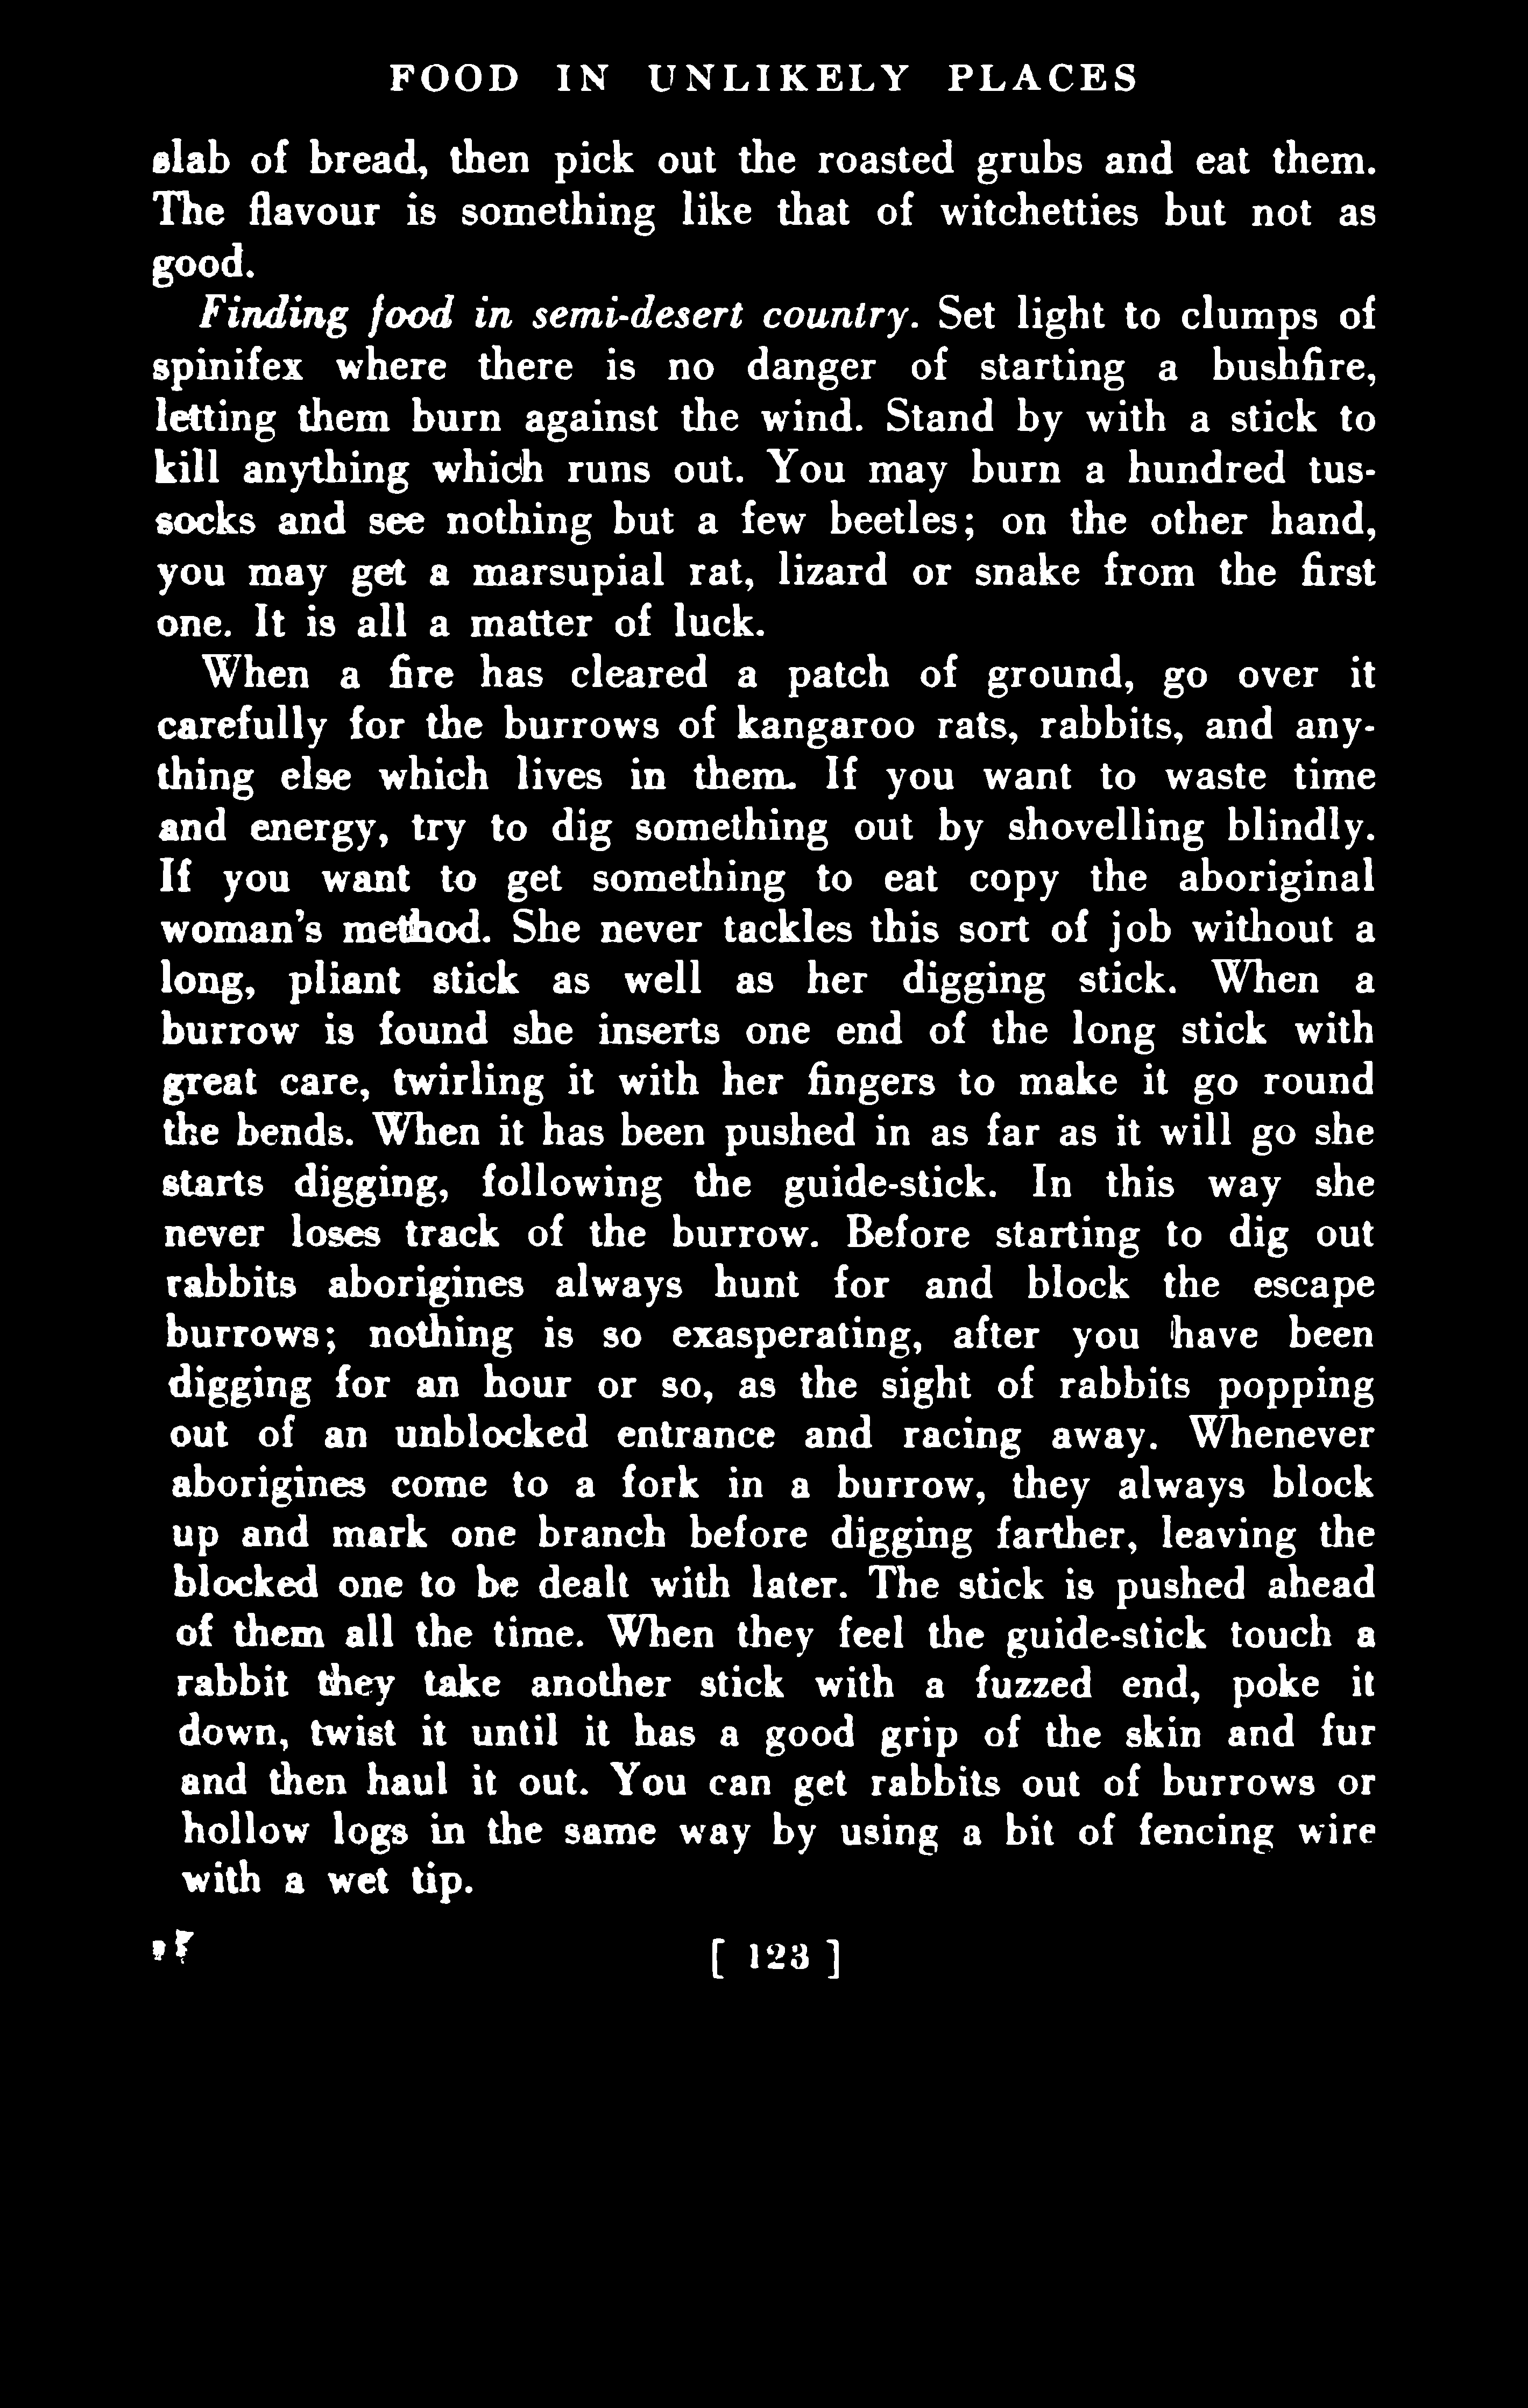 FOOD IN UNLIKELY PLACES
slab of bread, then pick out the roasted grubs and eat them.
The flavour is something like that of witchetties but not as
good.
Finding food in semi-desert country. Set light to clumps of
spinifex where there is no danger of starting a bushfire,
letting them burn against the wind. Stand by with a stick to
kill anything which runs out. You may burn a hundred tus-
socks and see nothing but a few beetles; on the other hand,
you may get a marsupial rat, lizard or snake from the first
one. It is all a matter of luck.
When a fire has cleared a patch of ground, go over it
carefully for the burrows of kangaroo rats, rabbits, and any-
thing else which lives in them. If you want to waste time
and energy, try to dig something out by shovelling blindly.
If you want to get something to eat copy the aboriginal
woman's method. She never tackles this sort of job without a
long, pliant stick as well as her digging stick. When a
burrow is found she inserts one end of the long stick with
great care, twirling it with her fingers to make it go round
the bends. When it has been pushed in as far as it will go she
starts digging, following the guide-stick. In this way she
never loses track of the burrow. Before starting to dig out
rabbits aborigines always hunt for and block the escape
burrows; nothing is so exasperating, after you have been
digging for an hour or so, as the sight of rabbits popping
out of an unblocked entrance and racing away. Whenever
aborigines come to a fork in a burrow, they always block
up and mark one branch before digging farther, leaving the
blocked one to be dealt with later. The stick is pushed ahead
of them all the time. When they feel the guide-stick touch a
rabbit they take another stick with a fuzzed end, poke it
down, twist it until it has a good grip of the skin and fur
and then haul it out. You can get rabbits out of burrows or
hollow logs in the same way by using a bit of fencing wire
with a wet tip.
[ 123 ]